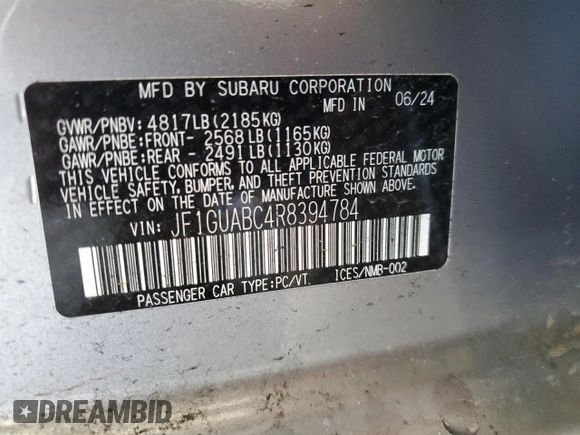 MFD BY SUBARU CORPORATION
MFD IN 06/24
GVWR/PNBV: 4817LB(2185KG)
GAWR/PNBE:FRONT- 2568LB(1165KG)
GAWR/PNBE:REAR - 2491LB(1130KG)
THIS VEHICLE CONFORMS TO ALL APPLICABLE FEDERAL MOTOR
VEHICLE SAFETY, BUMPER, AND THEFT PREVENTION STANDARDS
IN EFFECT ON THE DATE OF MANUFACTURE SHOWN ABOVE.
VIN: JF1GUABC4R8394784
PASSENGER CAR TYPE:PC/VT. ICES/NMB-002
DREAMBID